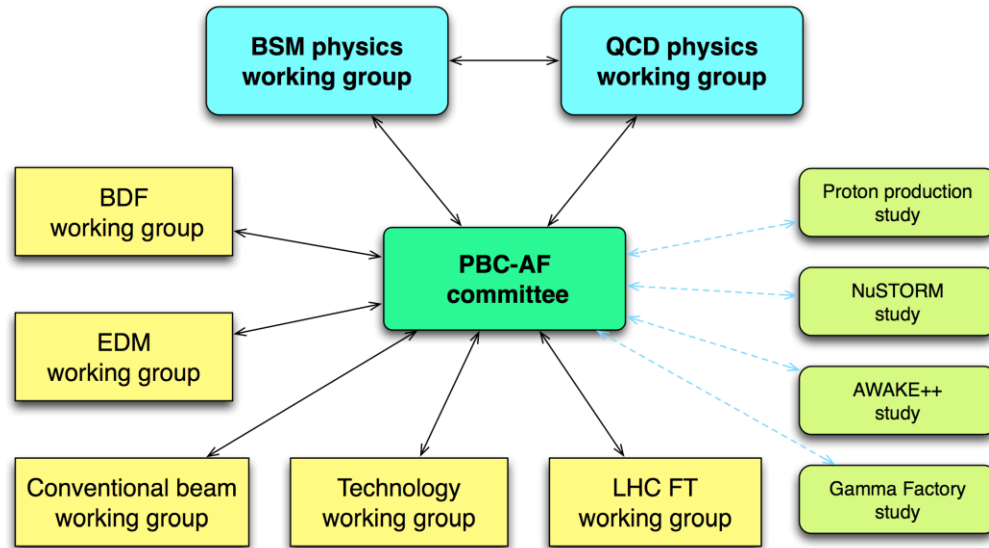 BSM physics
working group
QCD physics
working group
BDF
working group
PBC-AF
committee
Proton production
study
NuSTORM
study
EDM
working group
AWAKE++
study
Conventional beam
working group
Technology
working group
LHC FT
working group
Gamma Factory
study